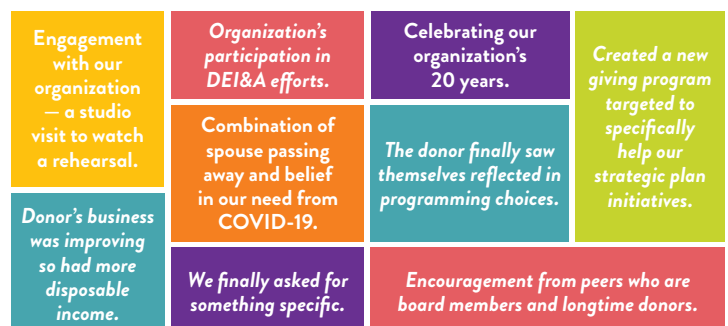 Engagement
with our
organization
— a studio
visit to watch
a rehearsal.
Organization's
participation in
DEI&A efforts.
Celebrating our
organization's
20 years.
Created a new
giving program
targeted to
specifically
help our
strategic plan
initiatives.
Combination of
spouse passing
away and belief
in our need from
COVID-19.
The donor finally saw
themselves reflected in
programming choices.
Donor's business
was improving
so had more
disposable
income.
We finally asked for
something specific.
Encouragement from peers who are
board members and longtime donors.